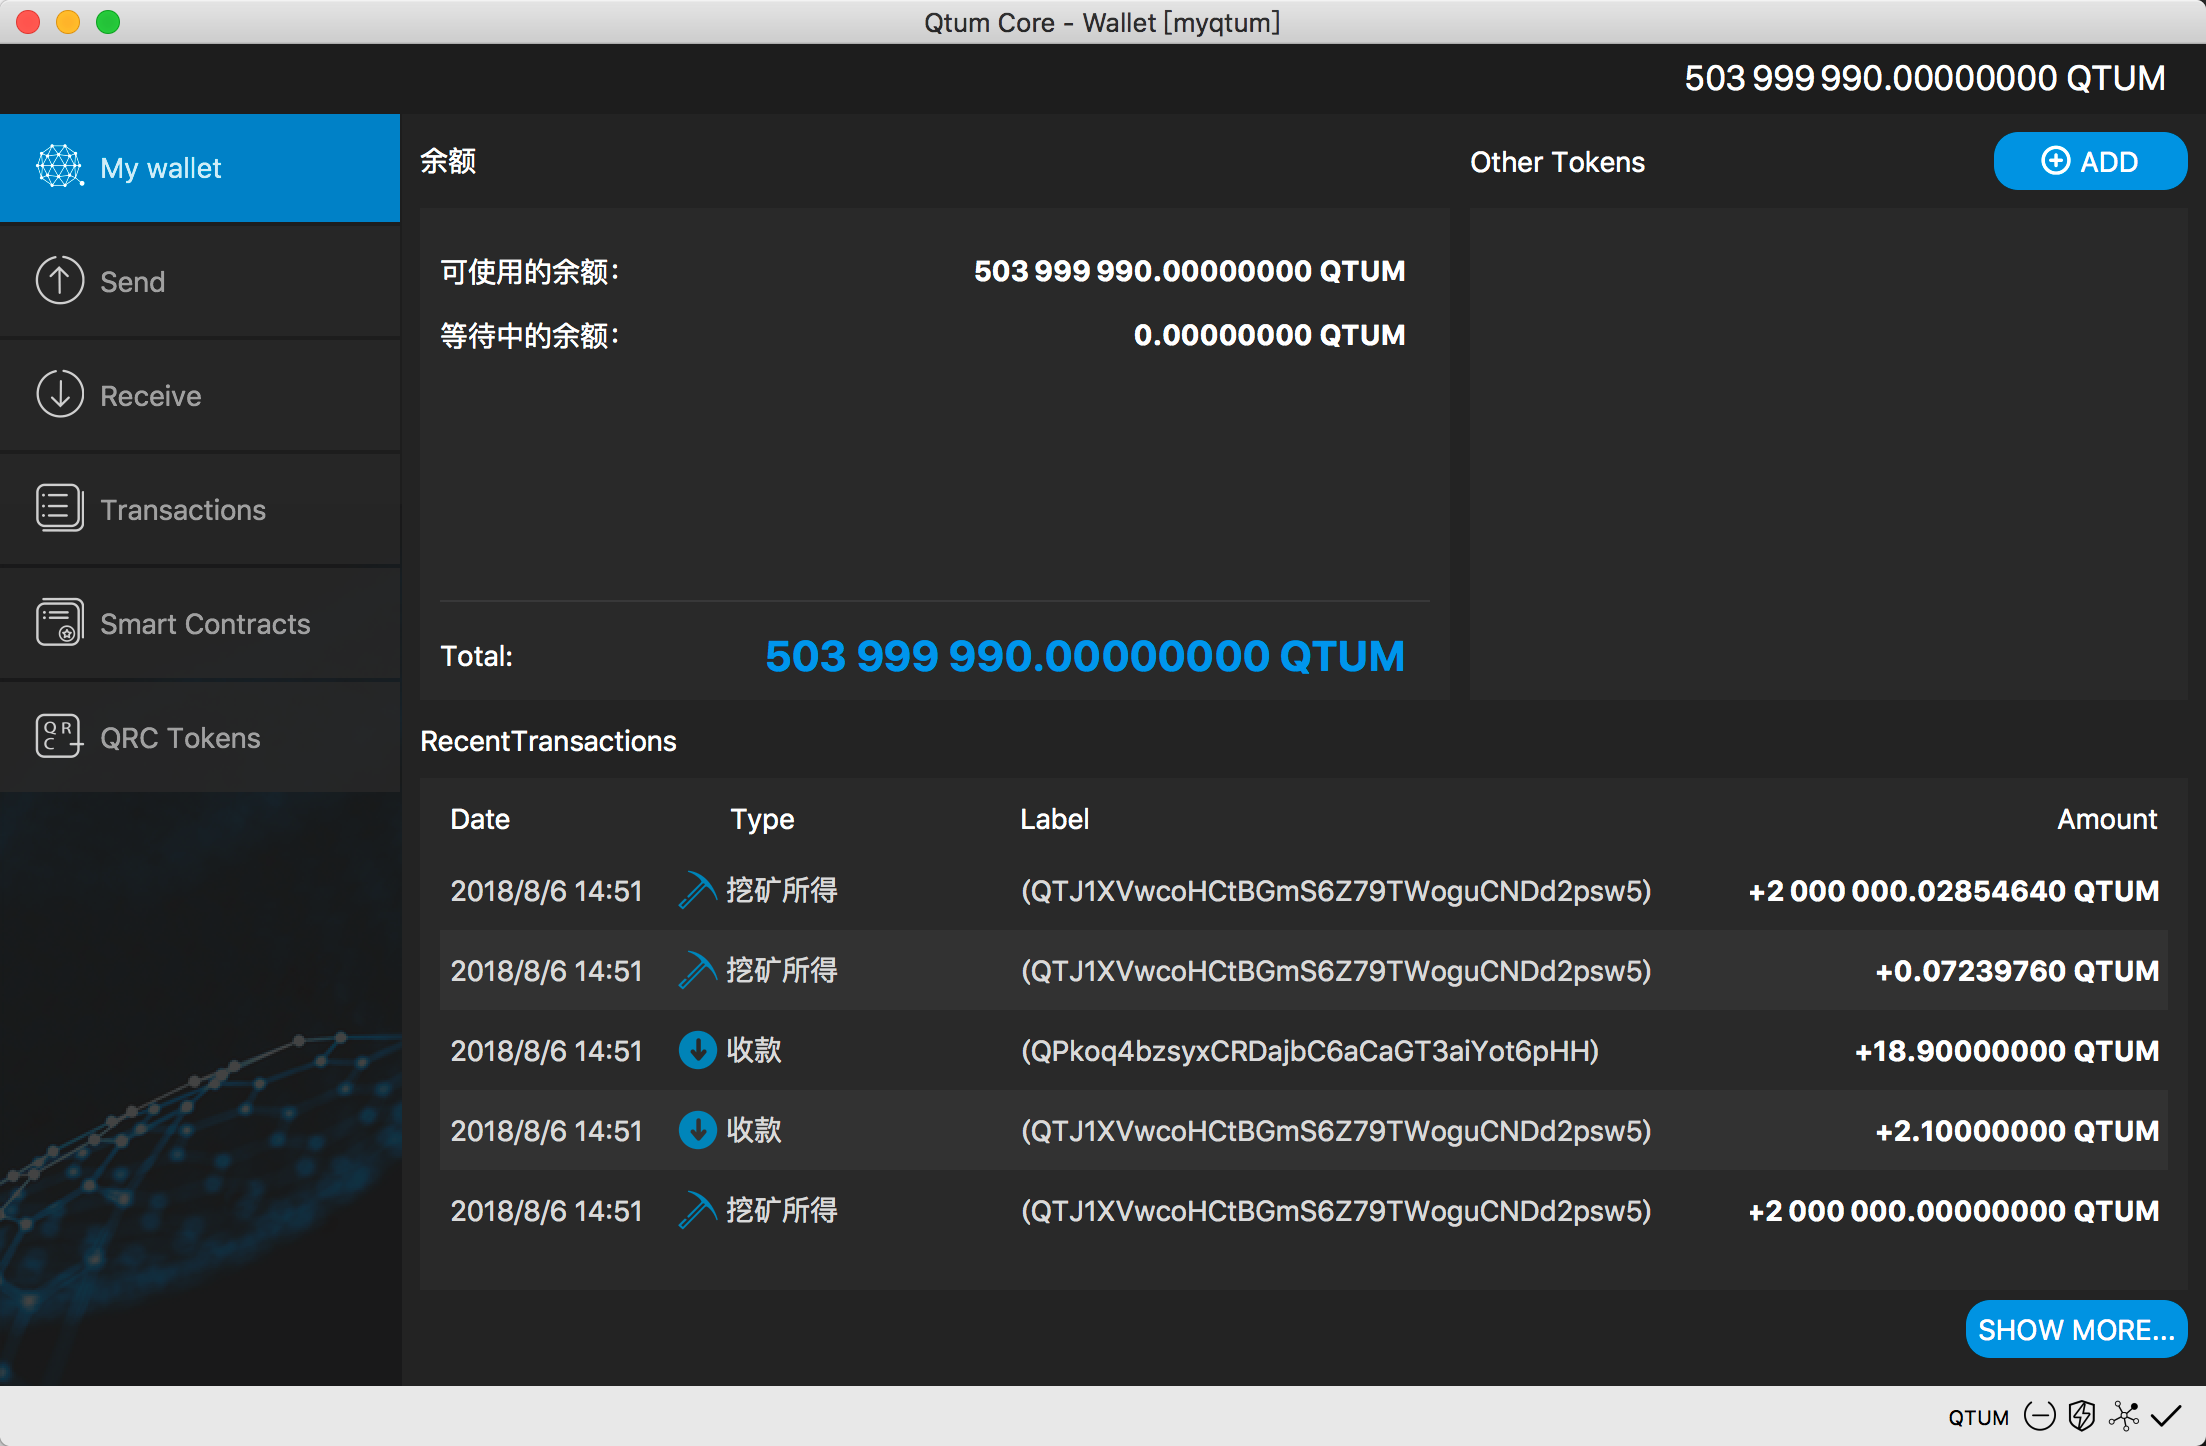 Qtum Core - Wallet [myqtum]
503 999 990.00000000 QTUM
My wallet
Send
Receive
Transactions
Smart Contracts
QRC Tokens
余额
可使用的余额： 503 999 990.00000000 QTUM
等待中的余额： 0.00000000 QTUM
Total: 503 999 990.00000000 QTUM
Other Tokens
ADD
RecentTransactions
Date Type Label Amount
2018/8/6 14:51 挖矿所得 (QTJ1XVwcoHCtBGmS6Z79TWoguCNDd2psw5) +2 000 000.02854640 QTUM
2018/8/6 14:51 挖矿所得 (QTJ1XVwcoHCtBGmS6Z79TWoguCNDd2psw5) +0.07239760 QTUM
2018/8/6 14:51 收款 (QPkoq4bzsyxCRDajbC6aCaGT3aiYot6pHH) +18.90000000 QTUM
2018/8/6 14:51 收款 (QTJ1XVwcoHCtBGmS6Z79TWoguCNDd2psw5) +2.10000000 QTUM
2018/8/6 14:51 挖矿所得 (QTJ1XVwcoHCtBGmS6Z79TWoguCNDd2psw5) +2 000 000.00000000 QTUM
SHOW MORE...
QTUM